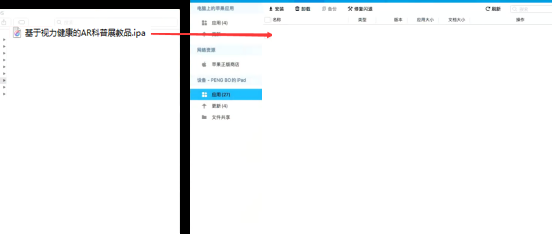 基于视力健康的AR科普展教品.ipa
电脑上的苹果应用
应用 (4)
网络资源
苹果正版商店
设备 - PENG BO的 iPad
应用 (27)
更新 (4)
文件共享
安装 卸载 备份 修复闪退 刷新
名称 类型 版本 应用大小 文档大小 操作